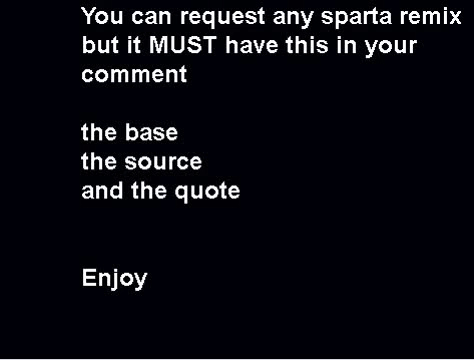 You can request any sparta remix
but it MUST have this in your
comment
the base
the source
and the quote
Enjoy